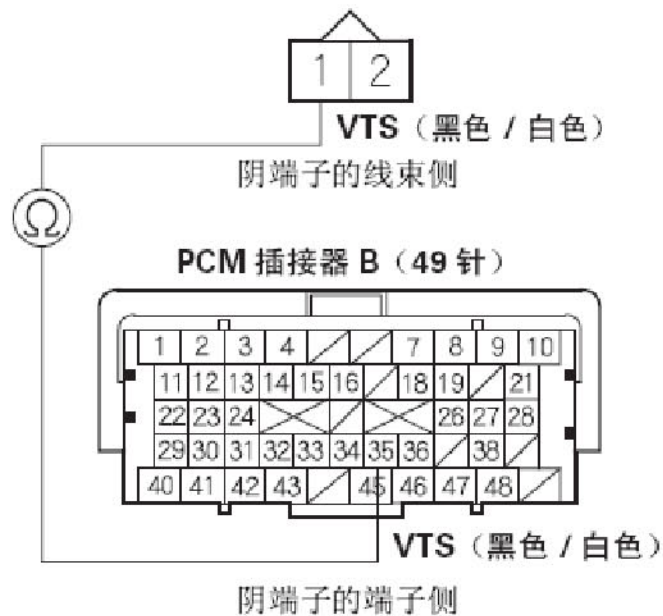 1 2
VTS（黑色 / 白色）
阴端子的线束侧
Ω
PCM 插接器 B（49 针）
1 2 3 4 7 8 9 10
11 12 13 14 15 16 18 19 21
22 23 24 26 27 28
29 30 31 32 33 34 35 36 38
40 41 42 43 45 46 47 48
VTS（黑色 / 白色）
阴端子的端子侧